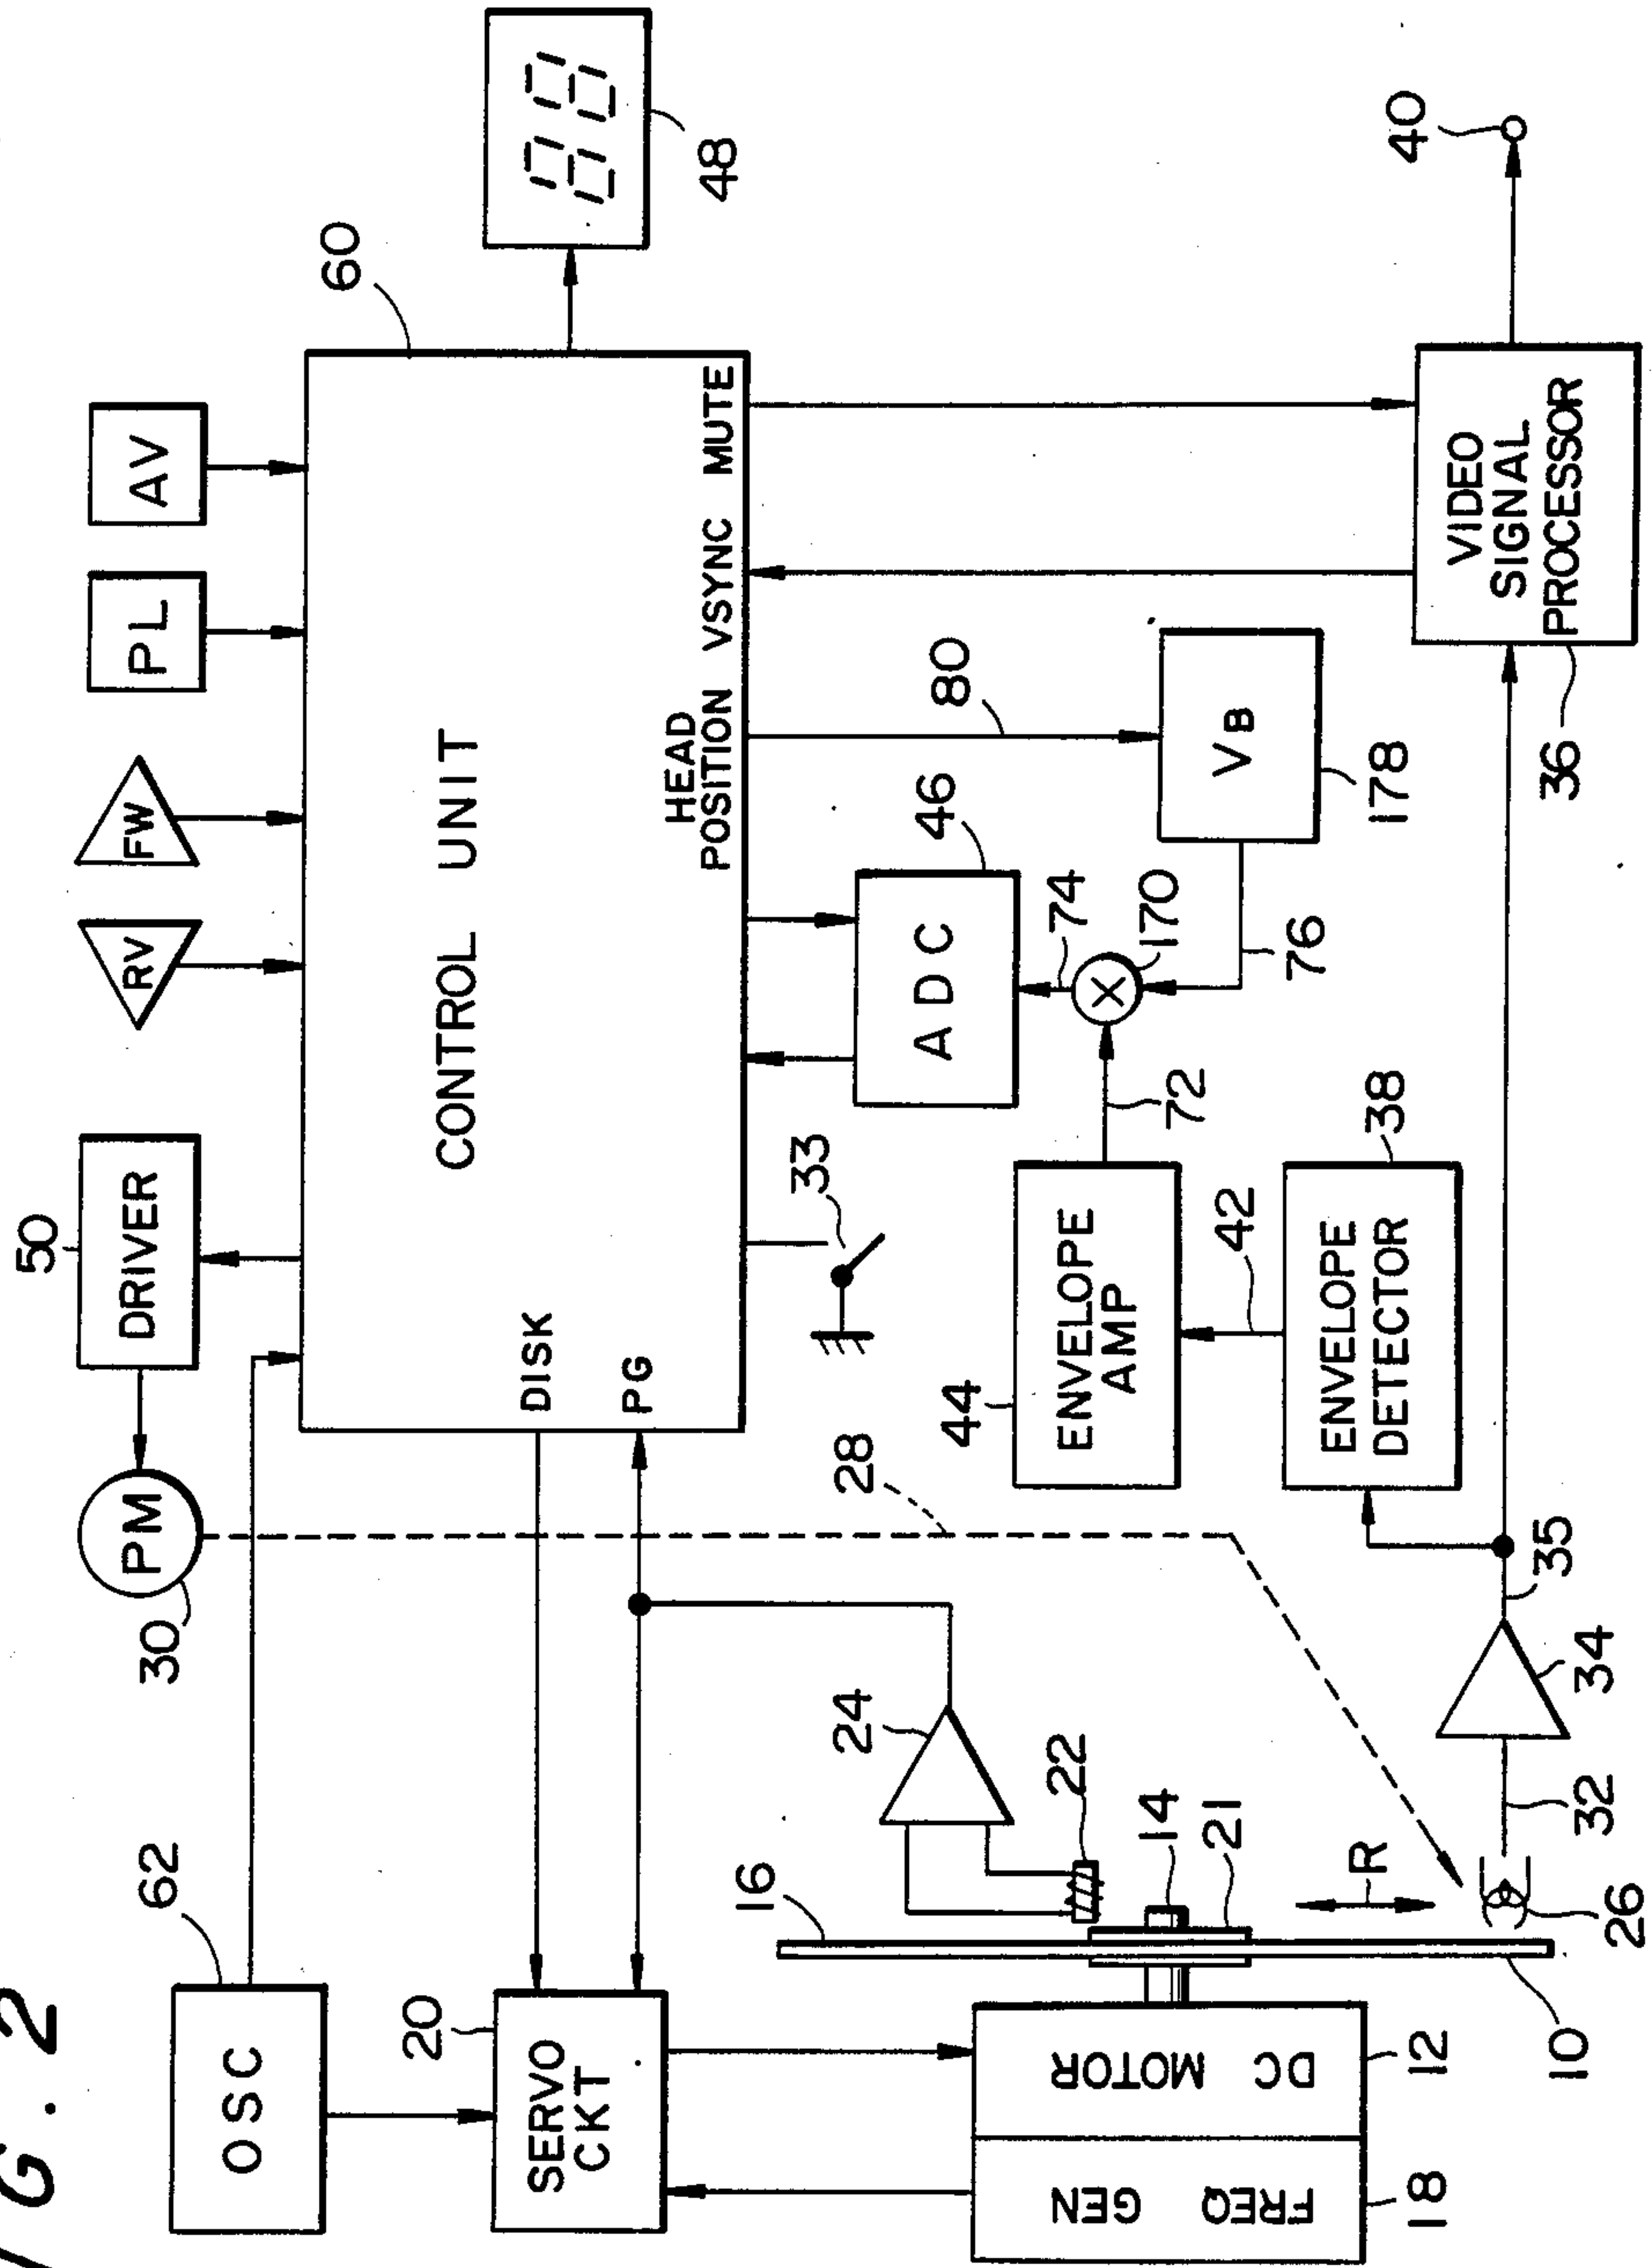 G. 2
62
OSC
30
PM
50
DRIVER
RV
FW
PL
AV
60
CONTROL UNIT
DISK
PG
HEAD
POSITION
VSYNC
MUTE
48
88
20
SERVO
CKT
24
28
33
46
ADC
80
16
22
14
21
44
ENVELOPE
AMP
72
74
170
76
VB
178
18
FREQ GEN
12
DC MOTOR
R
42
38
ENVELOPE
DETECTOR
10
26
32
34
35
36
VIDEO
SIGNAL
PROCESSOR
40